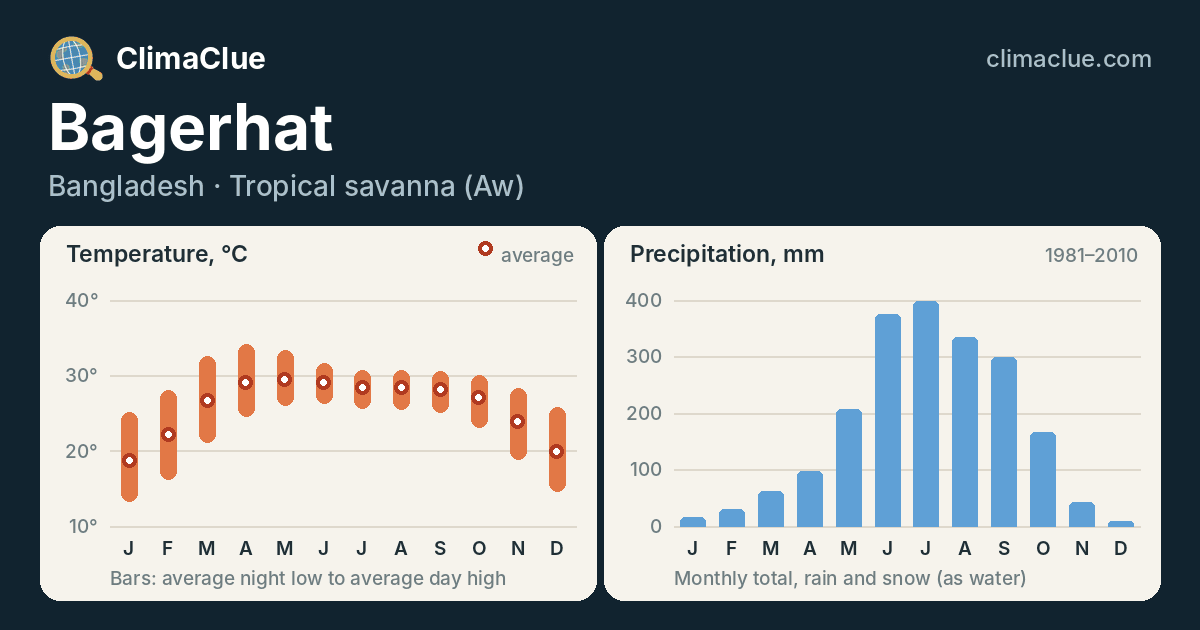 ClimaClue
climaclue.com
Bagerhat
Bangladesh · Tropical savanna (Aw)
Temperature, °C
average
40°
30°
20°
10°
J F M A M J J A S O N D
Bars: average night low to average day high
Precipitation, mm
1981–2010
400
300
200
100
0
J F M A M J J A S O N D
Monthly total, rain and snow (as water)